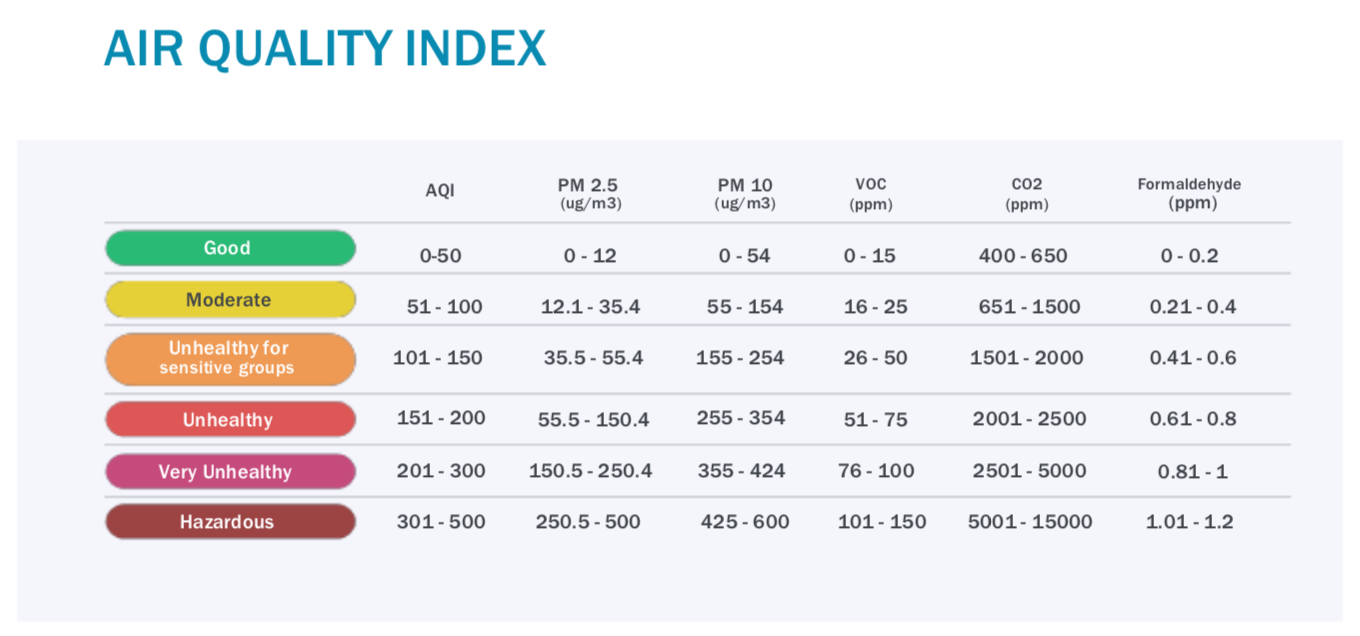 AIR QUALITY INDEX
AQI PM 2.5 (ug/m3) PM 10 (ug/m3) VOC (ppm) CO2 (ppm) Formaldehyde (ppm)
Good 0-50 0 - 12 0 - 54 0 - 15 400 - 650 0 - 0.2
Moderate 51 - 100 12.1 - 35.4 55 - 154 16 - 25 651 - 1500 0.21 - 0.4
Unhealthy for sensitive groups 101 - 150 35.5 - 55.4 155 - 254 26 - 50 1501 - 2000 0.41 - 0.6
Unhealthy 151 - 200 55.5 - 150.4 255 - 354 51 - 75 2001 - 2500 0.61 - 0.8
Very Unhealthy 201 - 300 150.5 - 250.4 355 - 424 76 - 100 2501 - 5000 0.81 - 1
Hazardous 301 - 500 250.5 - 500 425 - 600 101 - 150 5001 - 15000 1.01 - 1.2